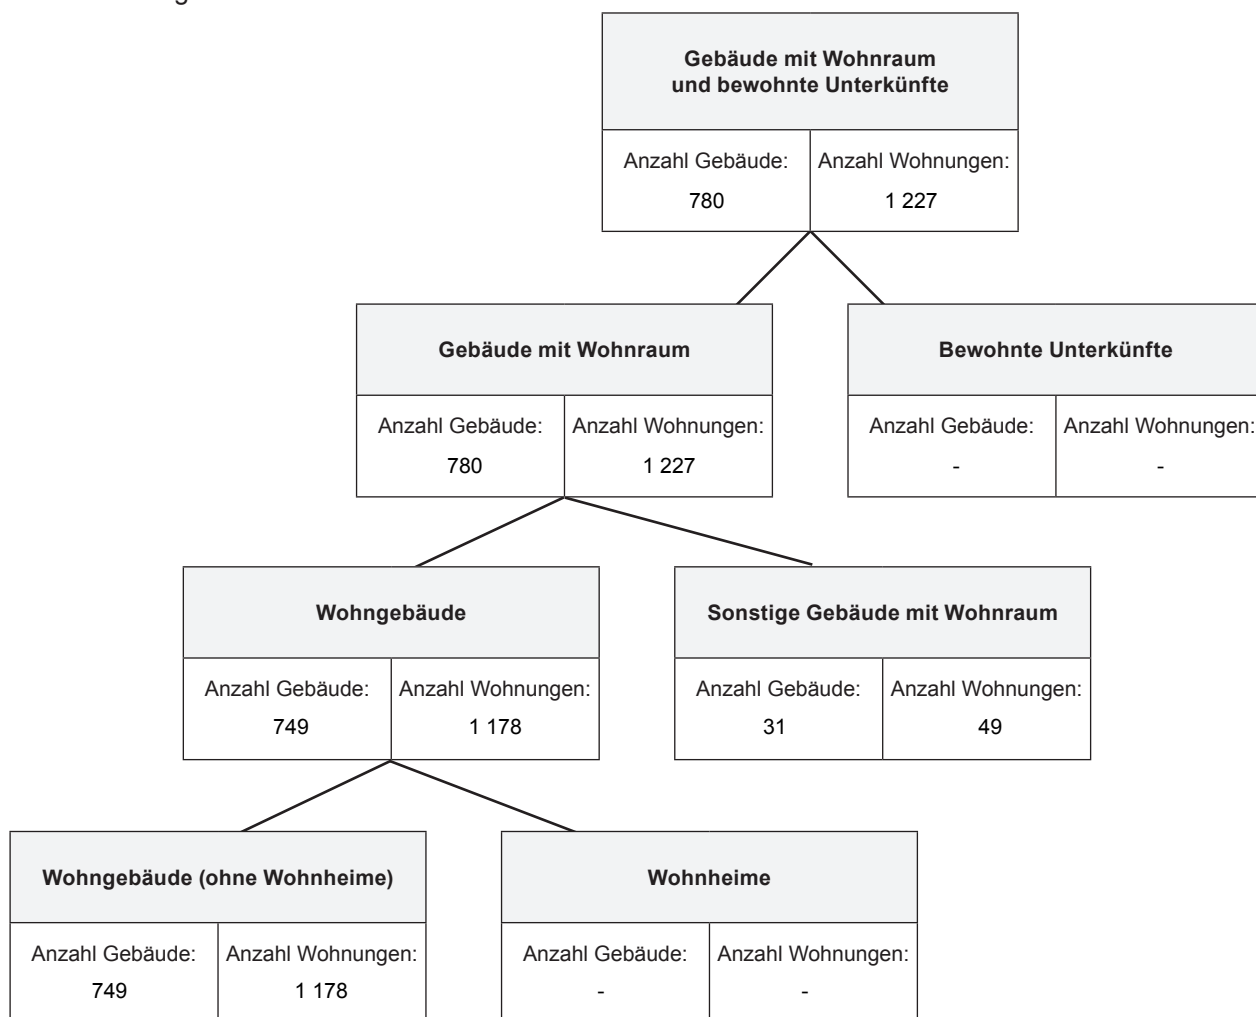 Gebäude mit Wohnraum
und bewohnte Unterkünfte
Anzahl Gebäude: Anzahl Wohnungen:
780 1 227
Gebäude mit Wohnraum
Anzahl Gebäude: Anzahl Wohnungen:
780 1 227
Bewohnte Unterkünfte
Anzahl Gebäude: Anzahl Wohnungen:
- -
Wohngebäude
Anzahl Gebäude: Anzahl Wohnungen:
749 1 178
Sonstige Gebäude mit Wohnraum
Anzahl Gebäude: Anzahl Wohnungen:
31 49
Wohngebäude (ohne Wohnheime)
Anzahl Gebäude: Anzahl Wohnungen:
749 1 178
Wohnheime
Anzahl Gebäude: Anzahl Wohnungen:
- -